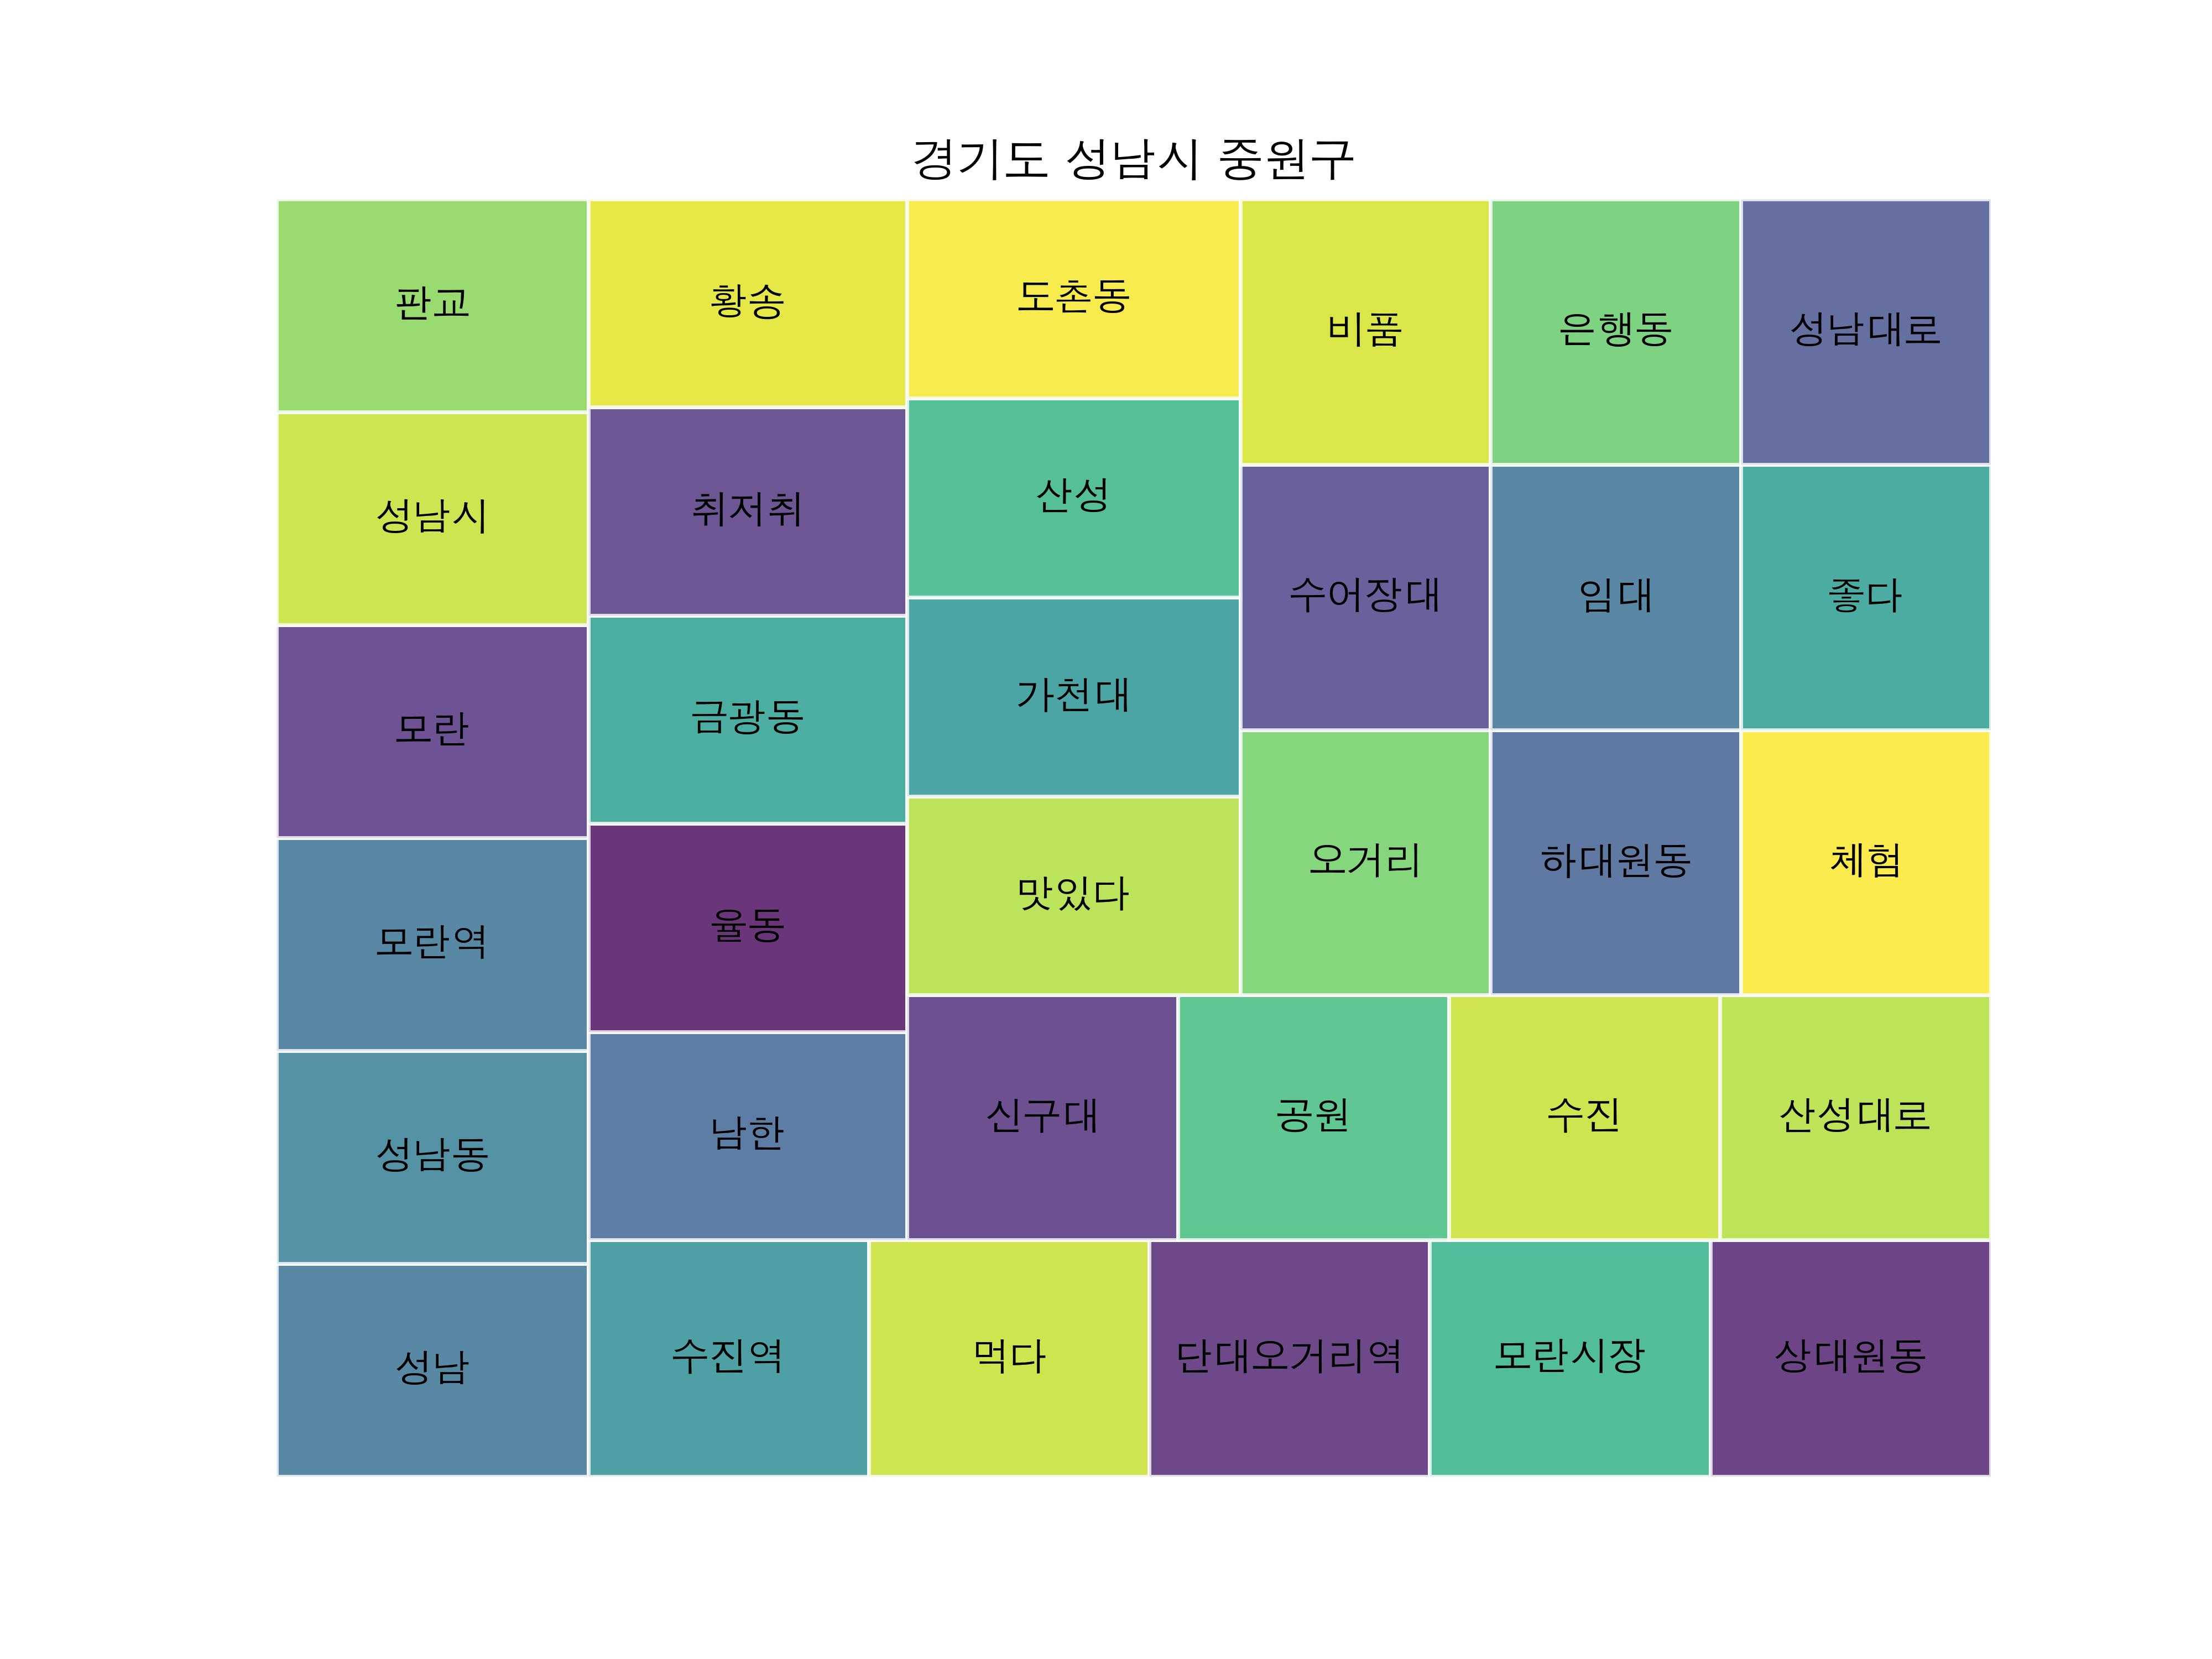 경기도 성남시 중원구
판교
황송
도촌동
비품
은행동
성남대로
성남시
취저취
산성
수어장대
임대
좋다
모란
금광동
가천대
오거리
하대원동
체험
모란역
율동
맛있다
성남동
남한
신구대
공원
수진
산성대로
성남
수진역
먹다
단대오거리역
모란시장
상대원동